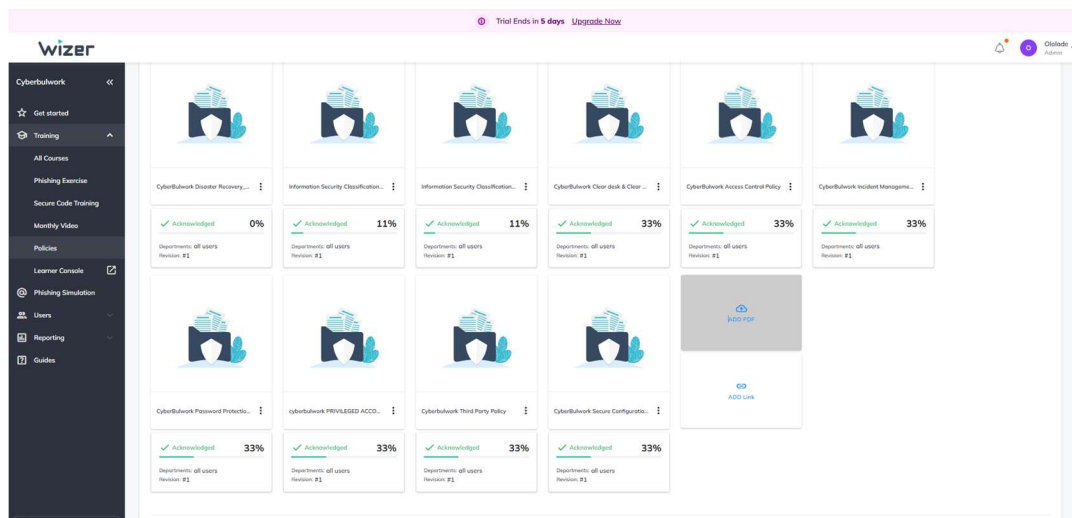 Trial Ends in 5 days Upgrade Now
wizer
Ololade
Admin
O
Cyberbulwork
Get started
Training
All Courses
Phishing Exercise
Secure Code Training
Monthly Video
Policies
Learner Console
Phishing Simulation
Users
Reporting
Guides
CyberBulwork Disaster Recovery_...
Information Security Classification...
Information Security Classification...
CyberBulwork Clear desk & Clear ...
CyberBulwork Access Control Policy
CyberBulwork Incident Manageme...
Acknowledged 0%
Departments: all users
Revision: #1
Acknowledged 11%
Departments: all users
Revision: #1
Acknowledged 11%
Departments: all users
Revision: #1
Acknowledged 33%
Departments: all users
Revision: #1
Acknowledged 33%
Departments: all users
Revision: #1
Acknowledged 33%
Departments: all users
Revision: #1
CyberBulwork Password Protectio...
cyberbulwork PRIVILEGED ACCO...
Cyberbulwork Third Party Policy
CyberBulwork Secure Configuratio...
ADD PDF
ADD Link
Acknowledged 33%
Departments: all users
Revision: #1
Acknowledged 33%
Departments: all users
Revision: #1
Acknowledged 33%
Departments: all users
Revision: #1
Acknowledged 33%
Departments: all users
Revision: #1